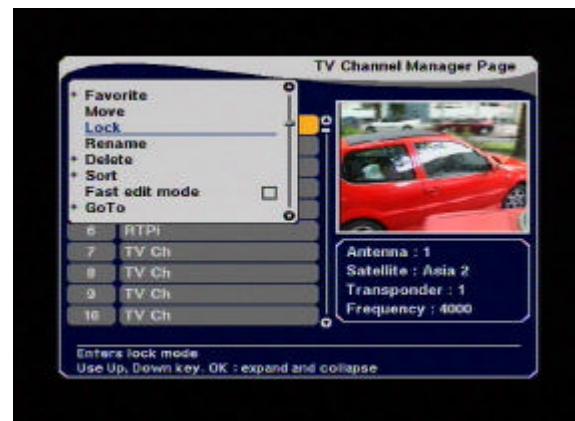 TV Channel Manager Page
Favorite
Move
Lock
Rename
Delete
Sort
Fast edit mode
GoTo
6 RTPi
7 TV Ch
8 TV Ch
9 TV Ch
10 TV Ch
Antenna : 1
Satellite : Asia 2
Transponder : 1
Frequency : 4000
Enters lock mode
Use Up, Down key. OK : expand and collapse